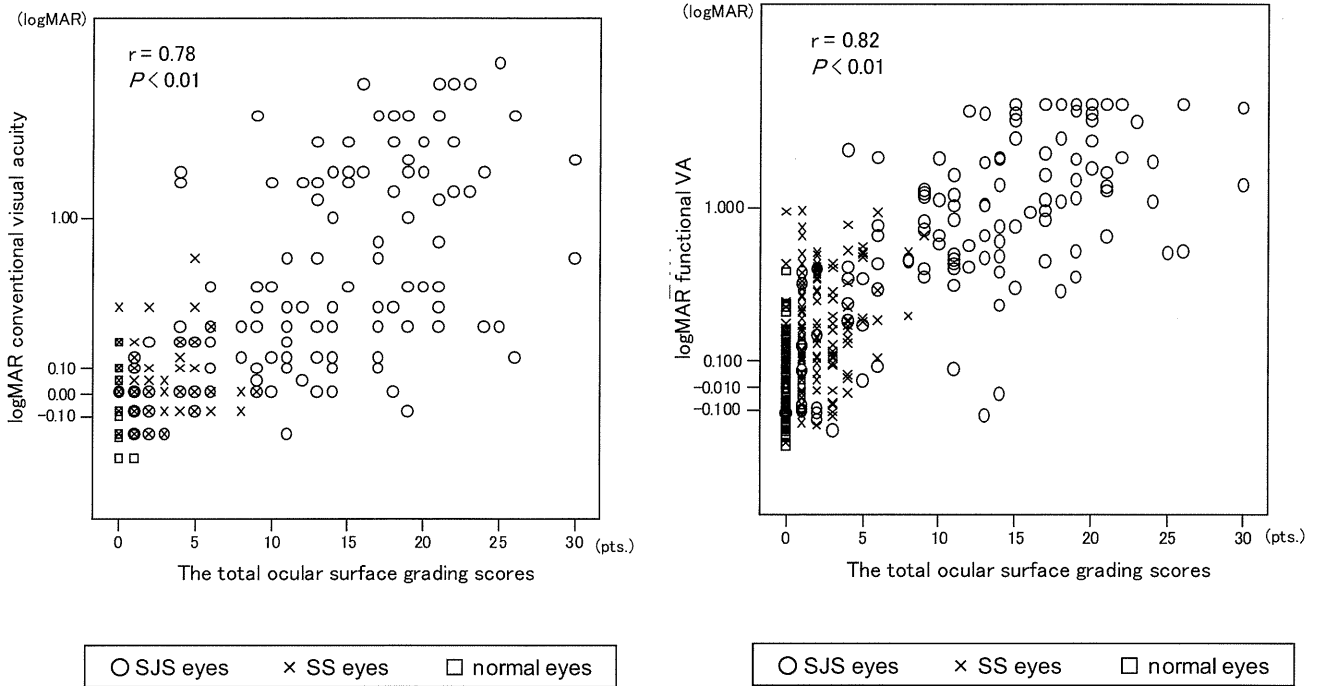 (logMAR)
r = 0.78
P < 0.01
logMAR conventional visual acuity
1.00
0.10
0.00
−0.10
0 5 10 15 20 25 30 (pts.)
The total ocular surface grading scores
○ SJS eyes × SS eyes □ normal eyes
(logMAR)
r = 0.82
P < 0.01
logMAR functional VA
1.000
0.100
−0.010
−0.100
0 5 10 15 20 25 30 (pts.)
The total ocular surface grading scores
○ SJS eyes × SS eyes □ normal eyes